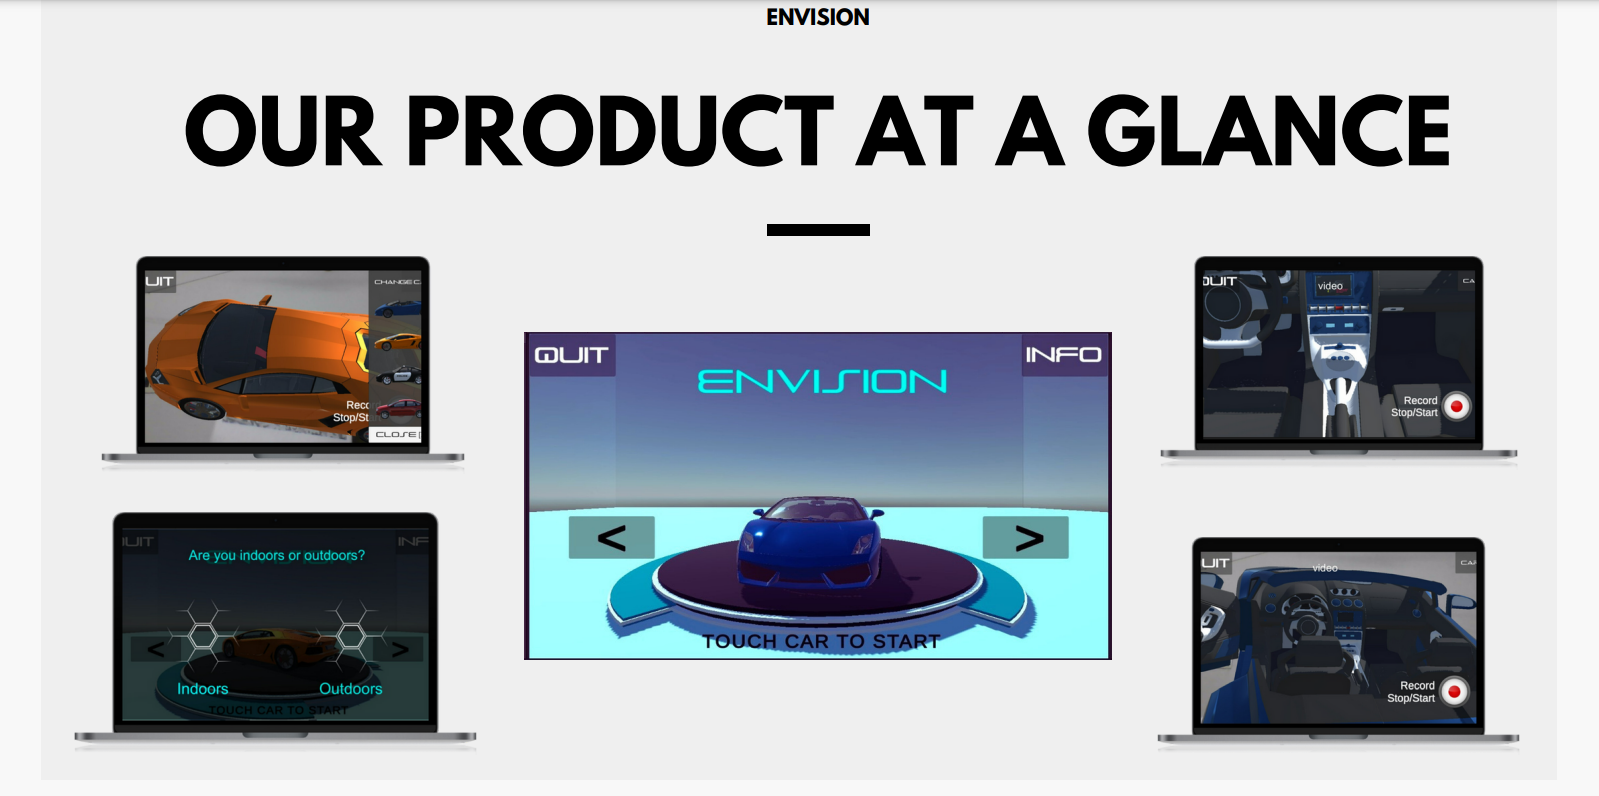 ENVISION
OUR PRODUCT AT A GLANCE
UIT
CHANGE C
Reco
Stop/St
CLOSE
QUIT
INFO
ENVISION
<
>
TOUCH CAR TO START
QUIT
video
CA
Record
Stop/Start
UIT
INF
Are you indoors or outdoors?
<
>
Indoors
Outdoors
TOUCH CAR TO START
UIT
video
CA
Record
Stop/Start